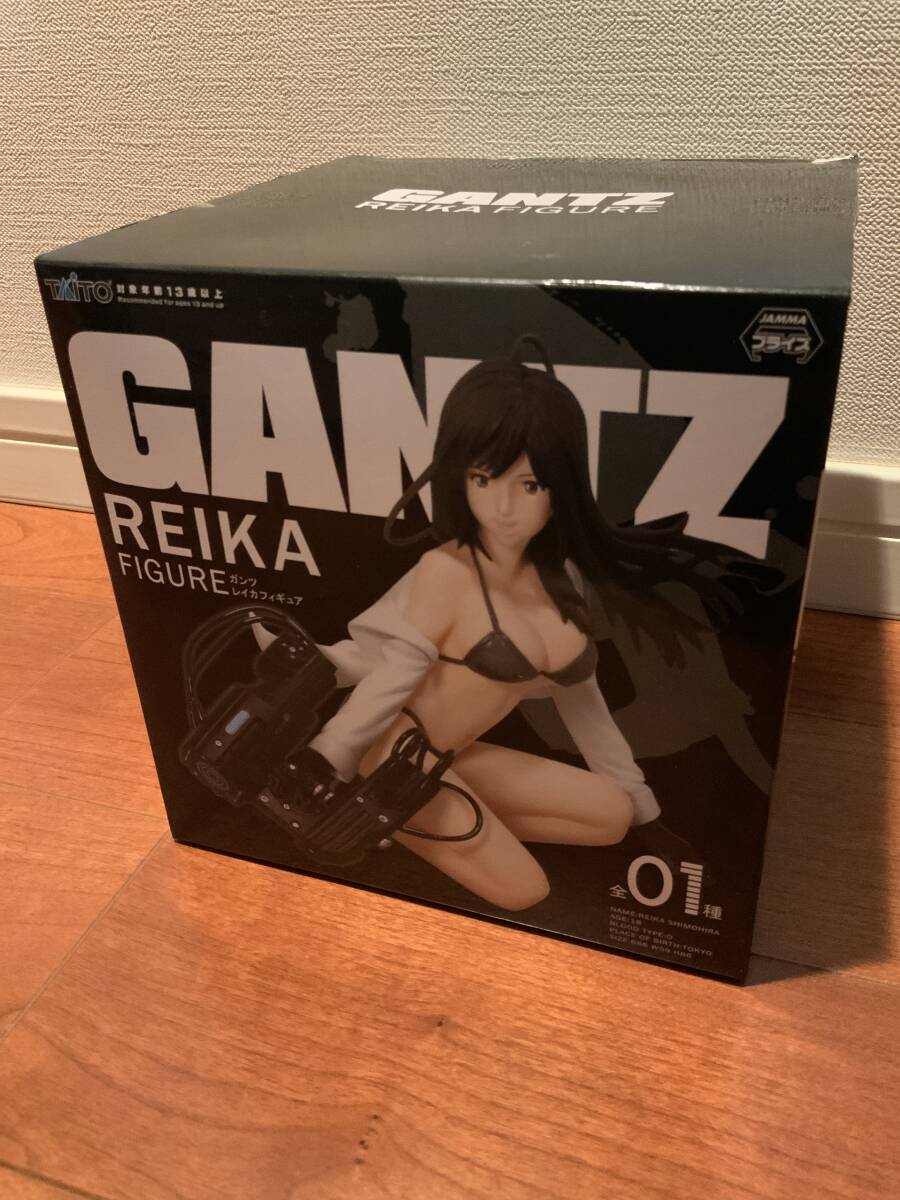 GANTZ
REIKA FIGURE
TAITO 対象年齢13歳以上
Recommended for ages 13 and up
JAMMA
プライズ
GANTZ
REIKA
FIGURE ガンツ
レイカフィギュア
全01種
NAME:REIKA SHIMOHIRA
AGE:18
BLOOD TYPE:O
PLACE OF BIRTH:TOKYO